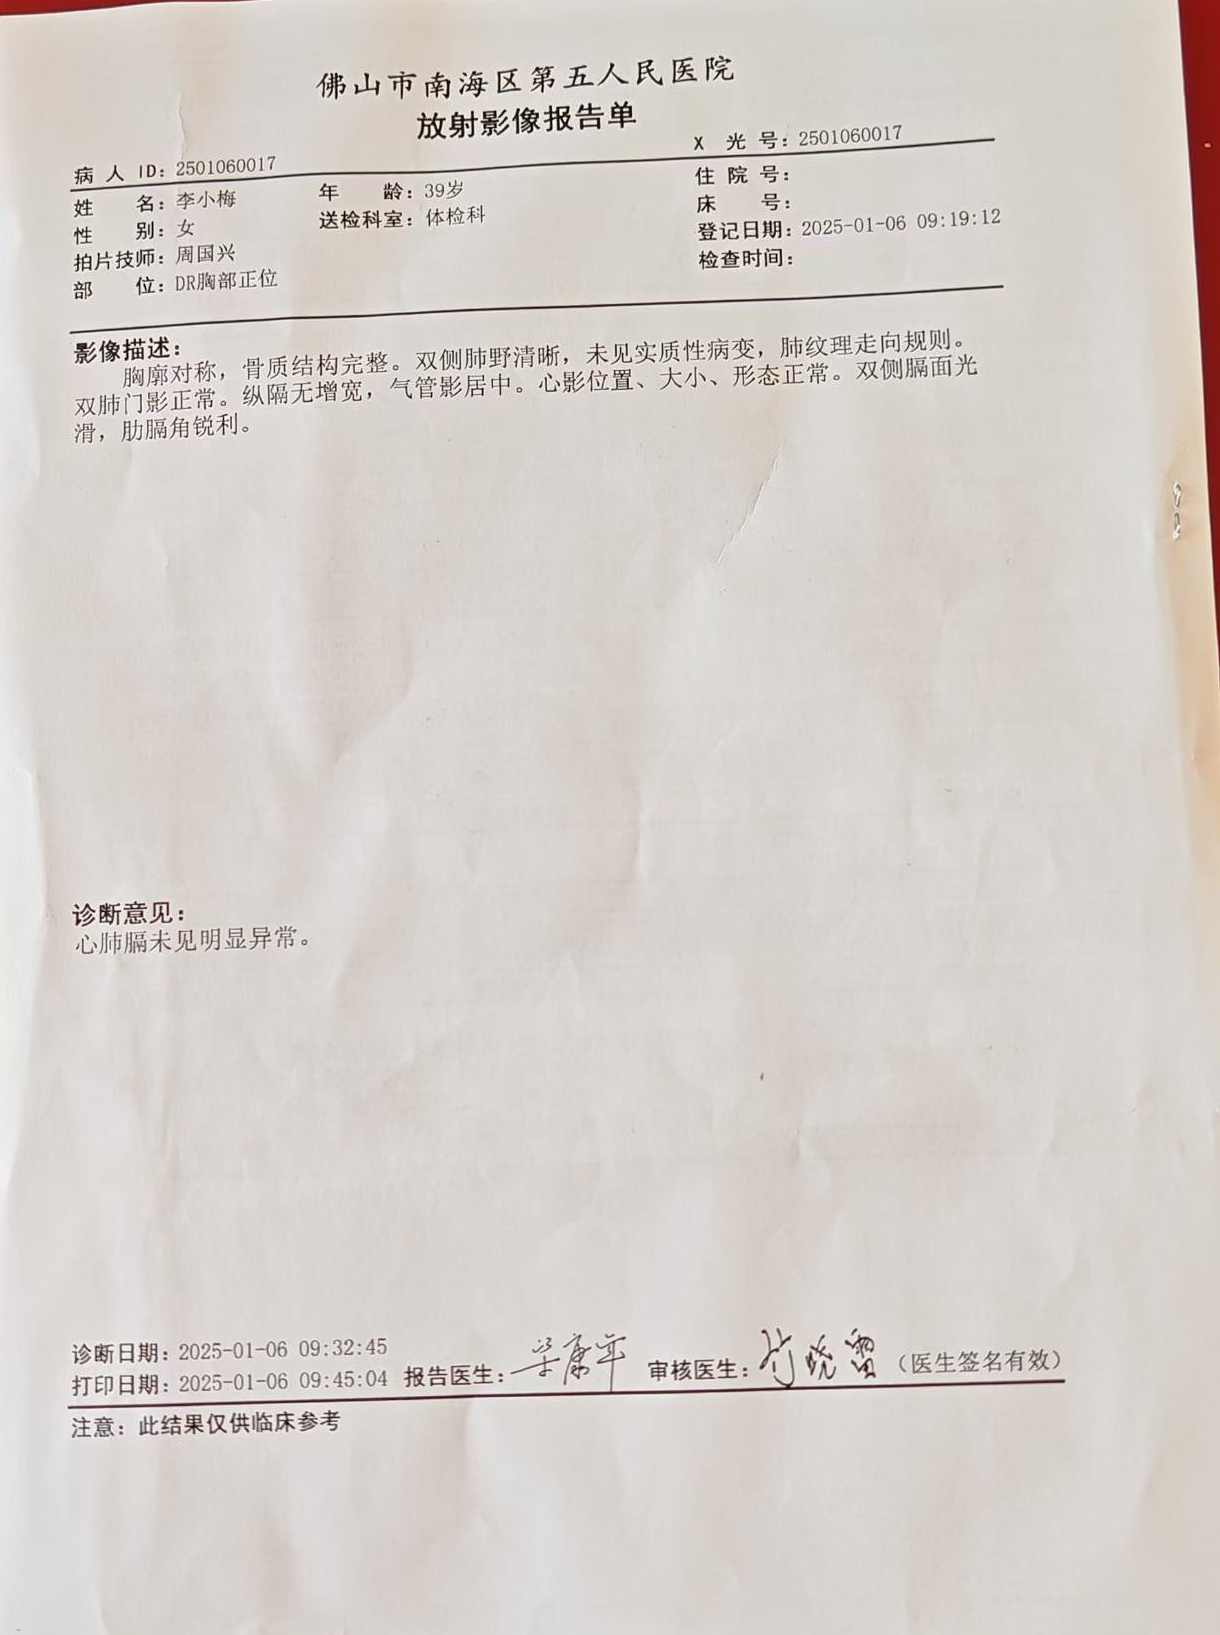 佛山市南海区第五人民医院
放射影像报告单
病人ID: 2501060017 X 光号: 2501060017
姓名: 李小梅 年龄: 39岁 住院号:
性别: 女 送检科室: 体检科 床号:
拍片技师: 周国兴 登记日期: 2025-01-06 09:19:12
部位: DR胸部正位 检查时间:
影像描述:
胸廓对称，骨质结构完整。双侧肺野清晰，未见实质性病变，肺纹理走向规则。
双肺门影正常。纵隔无增宽，气管影居中。心影位置、大小、形态正常。双侧膈面光
滑，肋膈角锐利。
诊断意见:
心肺膈未见明显异常。
诊断日期: 2025-01-06 09:32:45
打印日期: 2025-01-06 09:45:04 报告医生: 审核医生: （医生签名有效）
注意: 此结果仅供临床参考